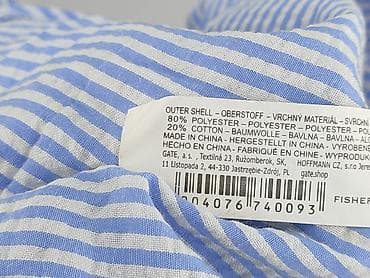 OUTER SHELL – OBERSTOFF – VRCHNÝ MATERIÁL – SVRCHNÍ
80% POLYESTER – POLYESTER – POLYESTER
20% COTTON – BAUMWOLLE – BAVLNA – BAVLNA
MADE IN CHINA – HERGESTELLT IN CHINA – VYROBENÉ
HECHO EN CHINA – FABRIQUÉ EN CHINE – WYPRODUK
GATE, a.s., Textilná 23, Ružomberok, SK, HOFFMANN CZ, s.r.o
11 Listopada 2, 44-330 Jastrzębie-Zdrój, PL gate.shop
04076 740093
FISHER